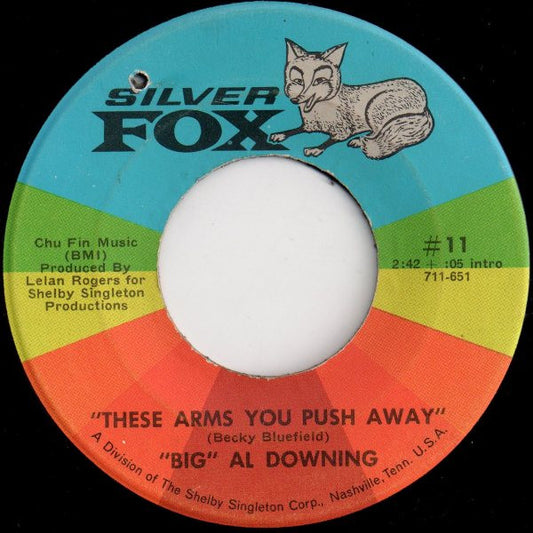 SILVER
FOX
Chu Fin Music
(BMI)
Produced By
Lelan Rogers for
Shelby Singleton
Productions
#11
2:42 + :05 intro
711-651
"THESE ARMS YOU PUSH AWAY"
(Becky Bluefield)
"BIG" AL DOWNING
A Division of The Shelby Singleton Corp., Nashville, Tenn. U.S.A.